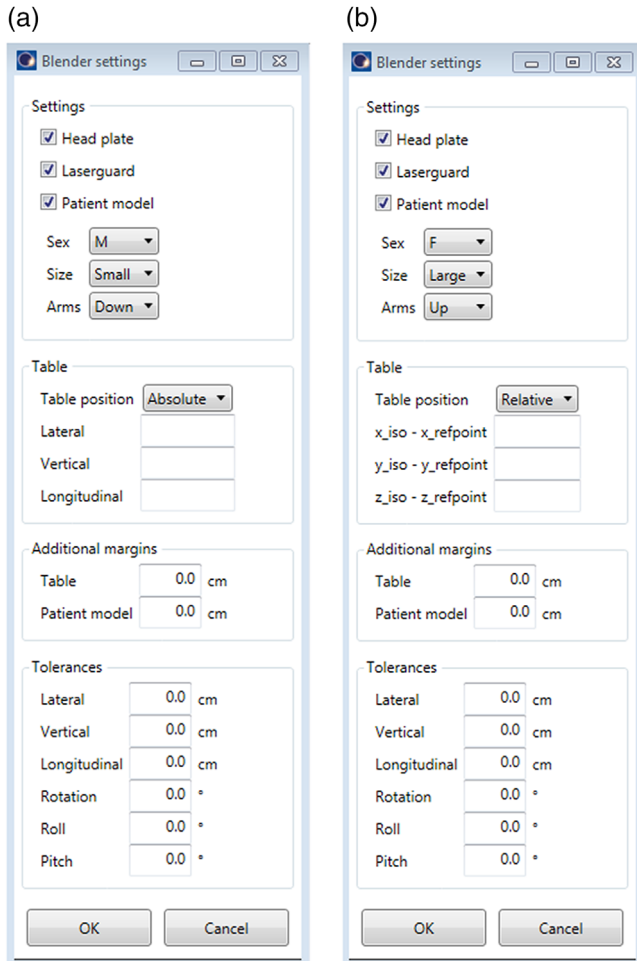 (a)
Blender settings
Settings
Head plate
Laserguard
Patient model
Sex M
Size Small
Arms Down
Table
Table position Absolute
Lateral
Vertical
Longitudinal
Additional margins
Table 0.0 cm
Patient model 0.0 cm
Tolerances
Lateral 0.0 cm
Vertical 0.0 cm
Longitudinal 0.0 cm
Rotation 0.0 °
Roll 0.0 °
Pitch 0.0 °
OK Cancel
(b)
Blender settings
Settings
Head plate
Laserguard
Patient model
Sex F
Size Large
Arms Up
Table
Table position Relative
x_iso - x_refpoint
y_iso - y_refpoint
z_iso - z_refpoint
Additional margins
Table 0.0 cm
Patient model 0.0 cm
Tolerances
Lateral 0.0 cm
Vertical 0.0 cm
Longitudinal 0.0 cm
Rotation 0.0 °
Roll 0.0 °
Pitch 0.0 °
OK Cancel